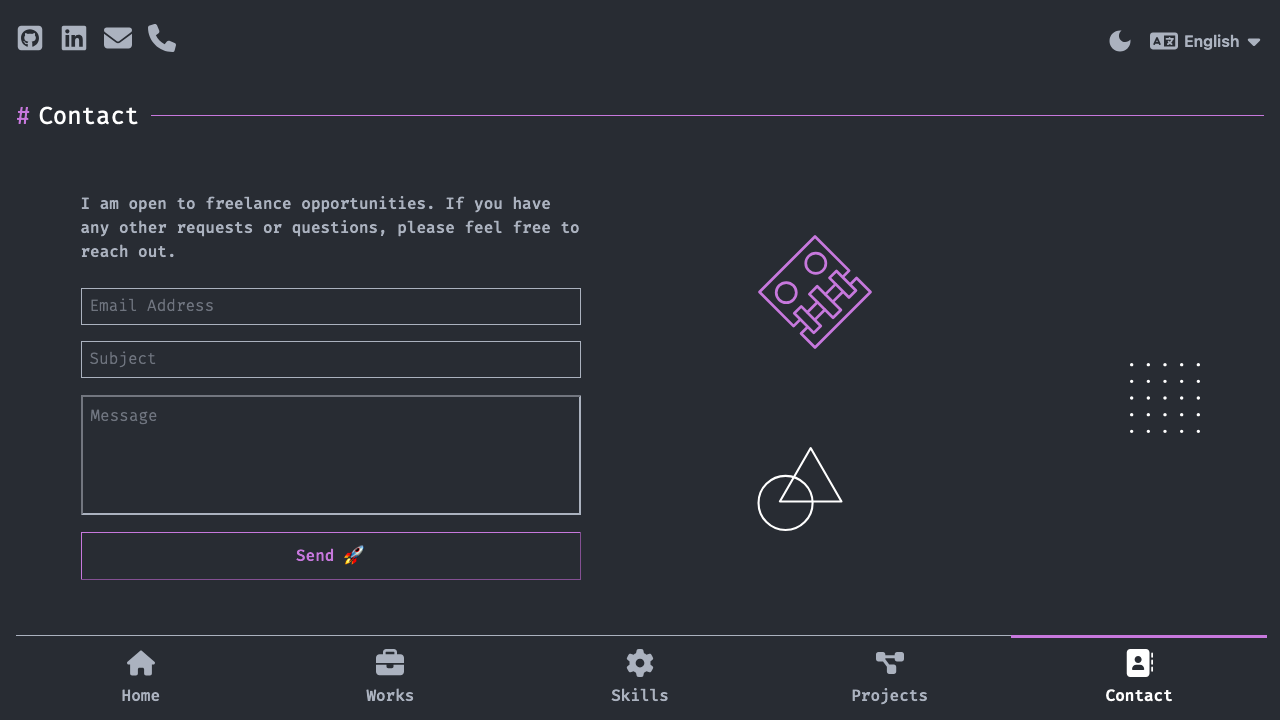 English
# Contact
I am open to freelance opportunities. If you have
any other requests or questions, please feel free to
reach out.
Email Address
Subject
Message
Send 🚀
Home
Works
Skills
Projects
Contact